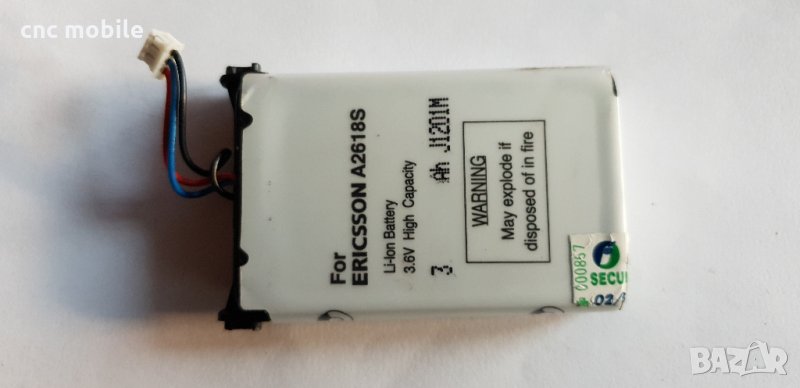 cnc mobile
For
ERICSSON A2618S
Li-Ion Battery
3.6V High Capacity
3 Ah J1201M
WARNING
May explode if
disposed of in fire
000857
SECU
02/
BAZAR